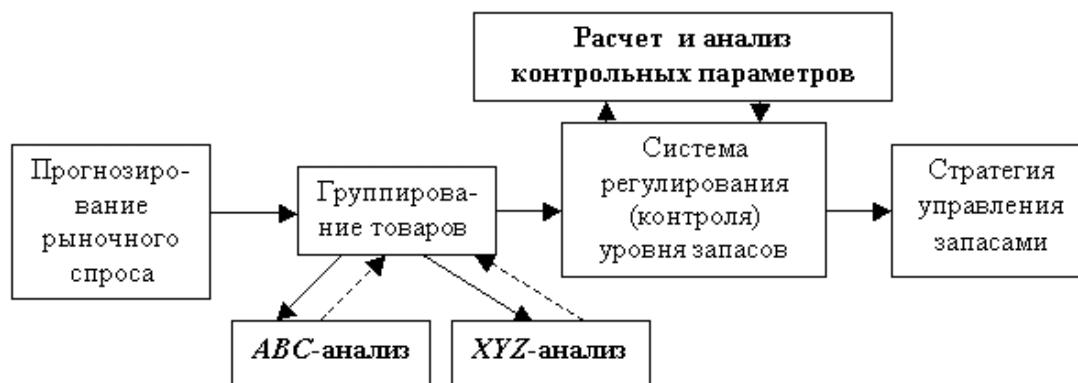 Расчет и анализ
контрольных параметров
Прогнозиро-
вание
рыночного
спроса
Группирова-
ние товаров
Система
регулирования
(контроля)
уровня запасов
Стратегия
управления
запасами
ABC-анализ
XYZ-анализ